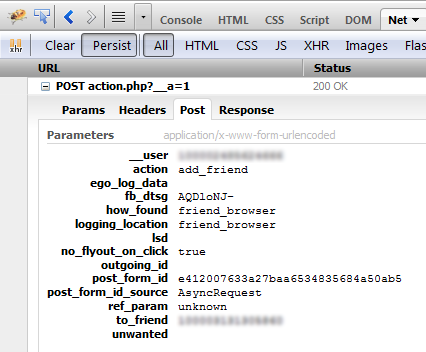 Console HTML CSS Script DOM Net
xhr Clear Persist All HTML CSS JS XHR Images Flas
URL Status
POST action.php?__a=1 200 OK
Params Headers Post Response
Parameters application/x-www-form-urlencoded
__user
action add_friend
ego_log_data
fb_dtsg AQDloNJ-
how_found friend_browser
logging_location friend_browser
lsd
no_flyout_on_click true
outgoing_id
post_form_id e412007633a27baa6534835684a50ab5
post_form_id_source AsyncRequest
ref_param unknown
to_friend
unwanted